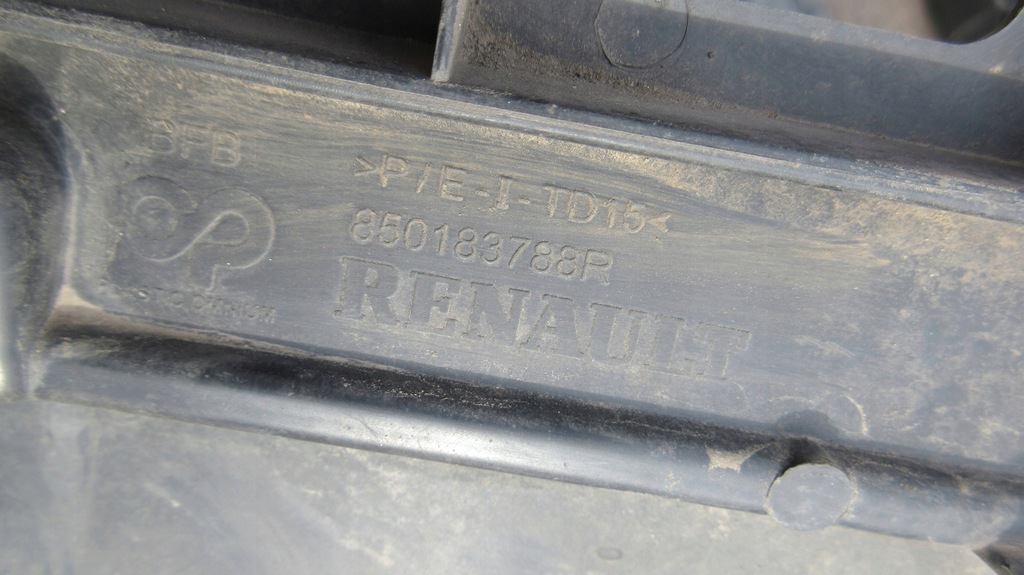 BFB
>P/E-I-TD15<
850183788R
RENAULT